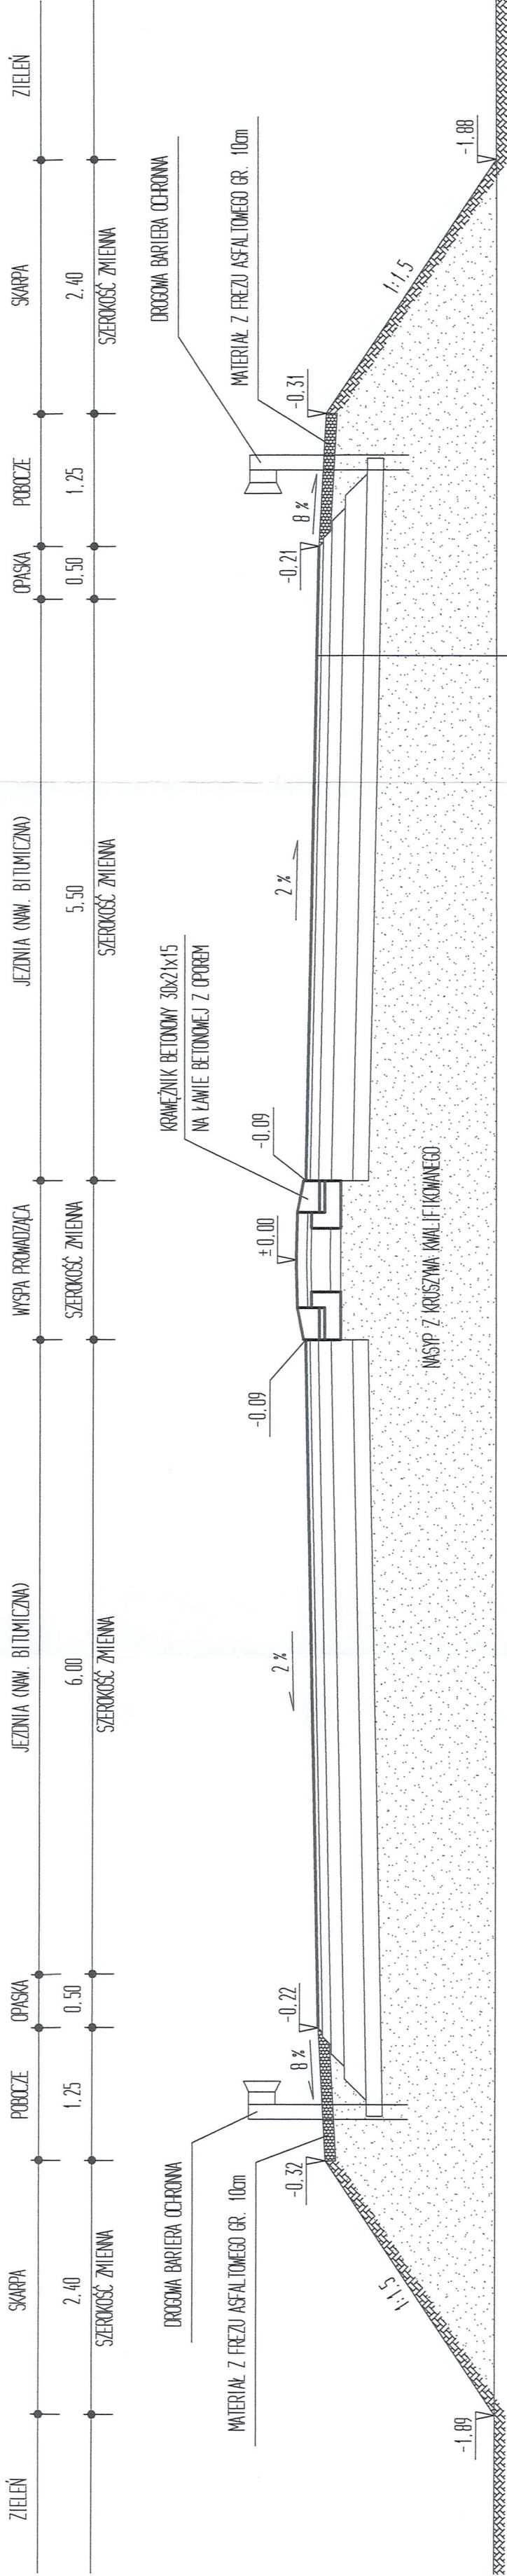 ZIELEŃ
SKARPA
POBOCZE
OPASKA
JEZDNIA (NAW. BITUMICZNA)
WYSPA PROWADZĄCA
JEZDNIA (NAW. BITUMICZNA)
OPASKA
POBOCZE
SKARPA
ZIELEŃ
2,40
SZEROKOŚĆ ZMIENNA
1,25
0,50
6,00
SZEROKOŚĆ ZMIENNA
SZEROKOŚĆ ZMIENNA
5,50
SZEROKOŚĆ ZMIENNA
0,50
1,25
2,40
SZEROKOŚĆ ZMIENNA
DROGOWA BARIERA OCHRONNA
MATERIAŁ Z FREZU ASFALTOWEGO GR. 10cm
KRAWĘŻNIK BETONOWY 30x21x15
NA ŁAWIE BETONOWEJ Z OPOREM
DROGOWA BARIERA OCHRONNA
MATERIAŁ Z FREZU ASFALTOWEGO GR. 10cm
-1.89
1:1.5
-0.32
8 %
-0.22
2 %
-0.09
±0.00
-0.09
2 %
-0.21
8 %
-0.31
1:1.5
-1.88
NASYP Z KRUSZYWA KWALIFIKOWANEGO